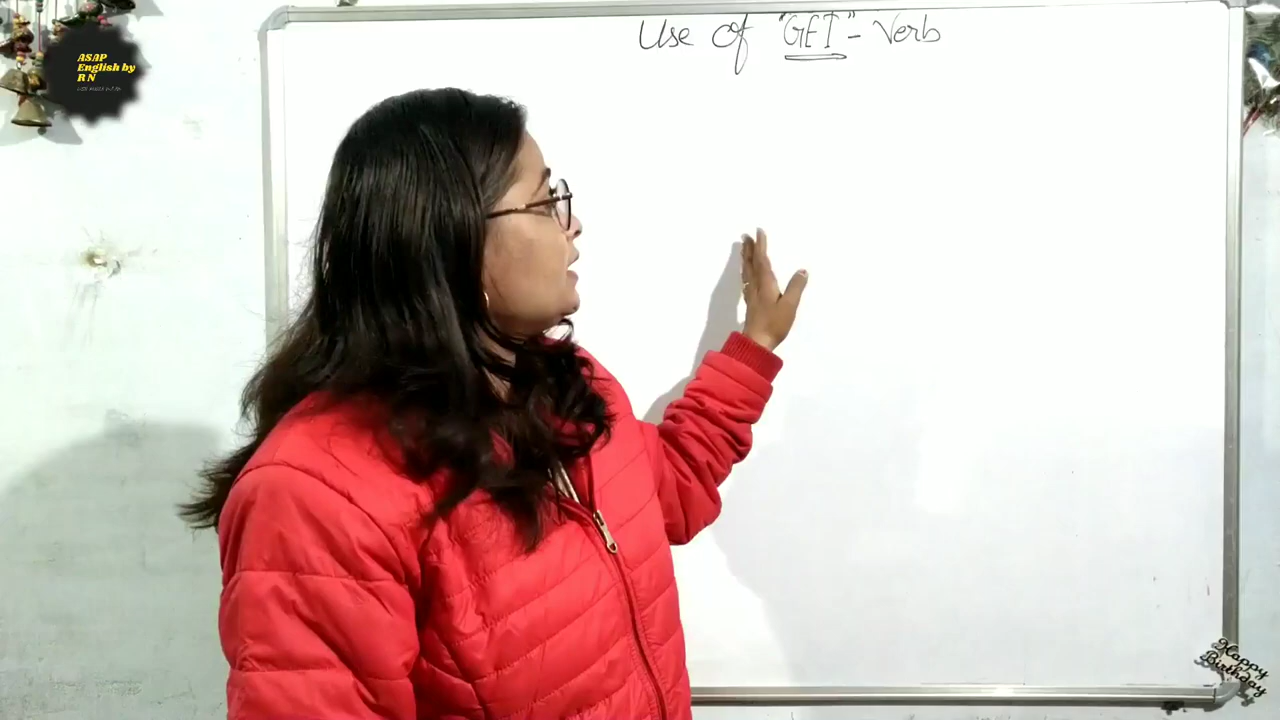 ASAP
English by
R N
Use of "GET" - Verb
Happy
Birthday